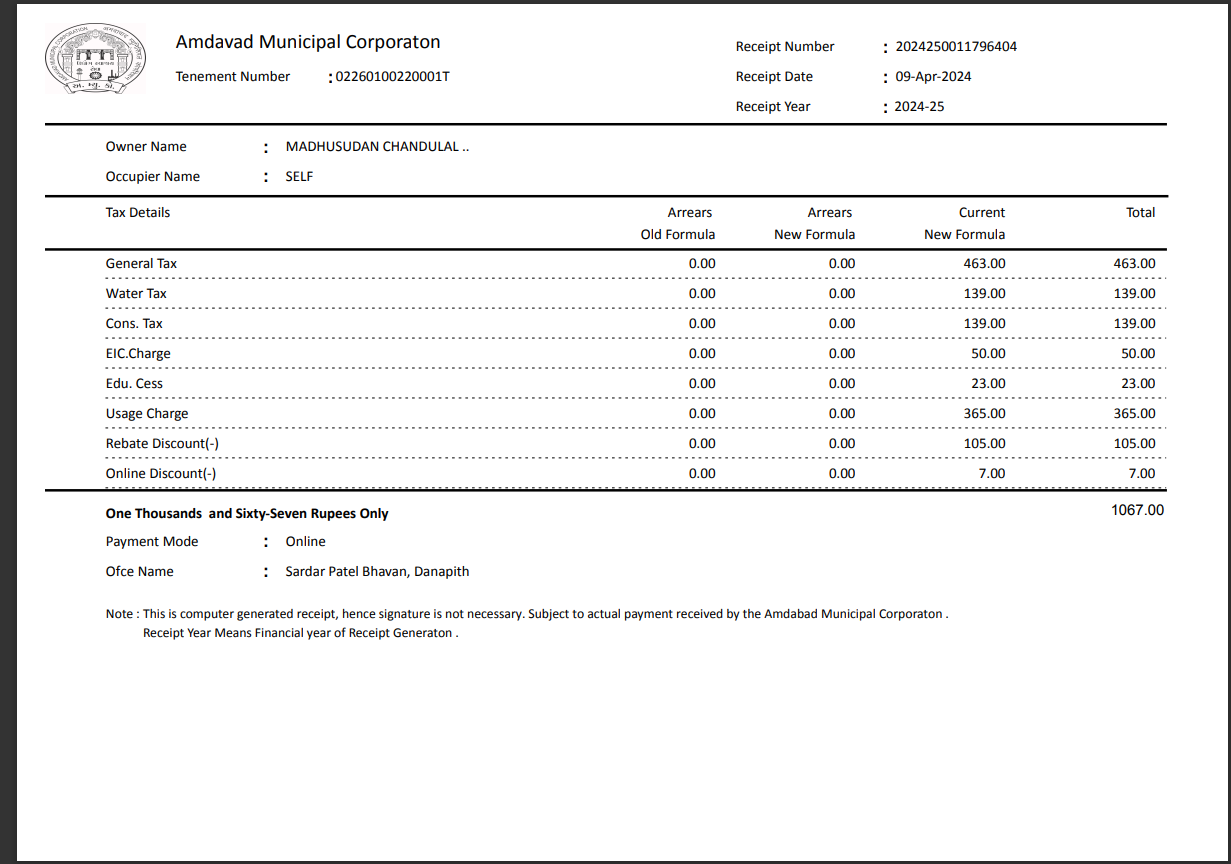 Amdavad Municipal Corporaton
Tenement Number : 02260100220001T
Receipt Number : 2024250011796404
Receipt Date : 09-Apr-2024
Receipt Year : 2024-25
Owner Name : MADHUSUDAN CHANDULAL ..
Occupier Name : SELF
Tax Details Arrears Arrears Current Total
Old Formula New Formula New Formula
General Tax 0.00 0.00 463.00 463.00
Water Tax 0.00 0.00 139.00 139.00
Cons. Tax 0.00 0.00 139.00 139.00
EIC.Charge 0.00 0.00 50.00 50.00
Edu. Cess 0.00 0.00 23.00 23.00
Usage Charge 0.00 0.00 365.00 365.00
Rebate Discount(-) 0.00 0.00 105.00 105.00
Online Discount(-) 0.00 0.00 7.00 7.00
One Thousands and Sixty-Seven Rupees Only 1067.00
Payment Mode : Online
Ofce Name : Sardar Patel Bhavan, Danapith
Note : This is computer generated receipt, hence signature is not necessary. Subject to actual payment received by the Amdabad Municipal Corporaton .
Receipt Year Means Financial year of Receipt Generaton .